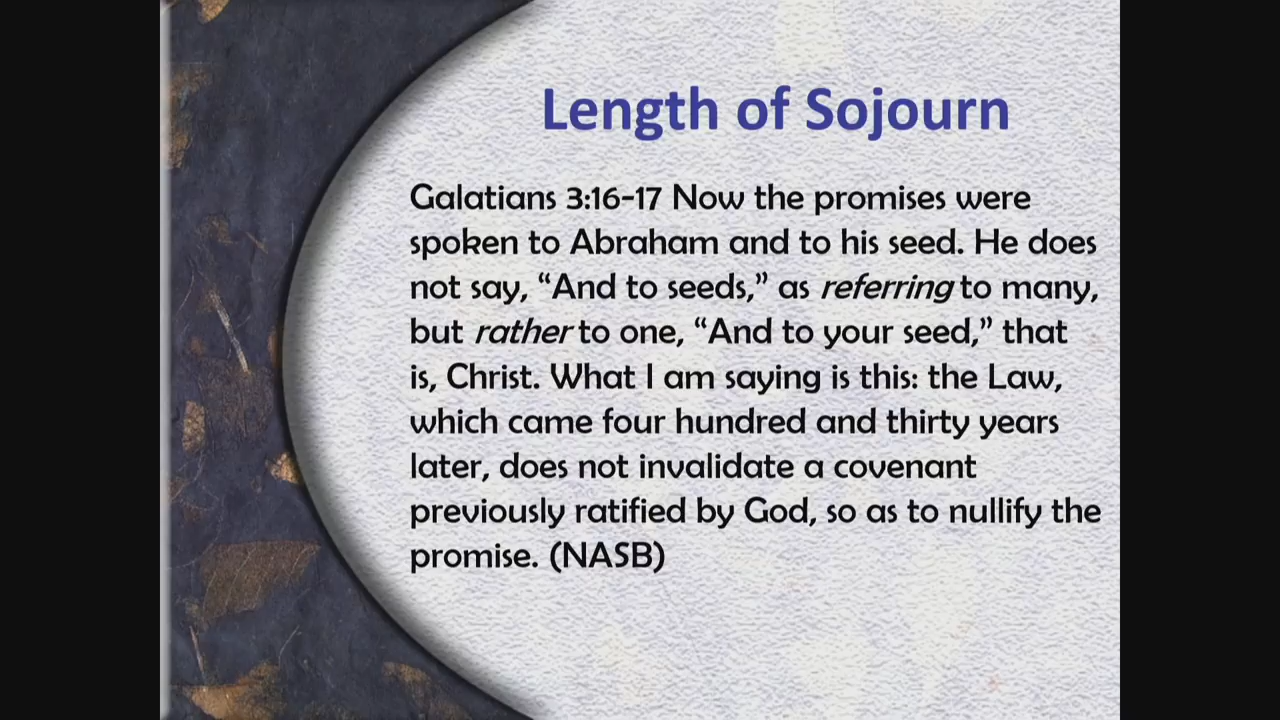 Length of Sojourn
Galatians 3:16-17 Now the promises were
spoken to Abraham and to his seed. He does
not say, “And to seeds,” as referring to many,
but rather to one, “And to your seed,” that
is, Christ. What I am saying is this: the Law,
which came four hundred and thirty years
later, does not invalidate a covenant
previously ratified by God, so as to nullify the
promise. (NASB)